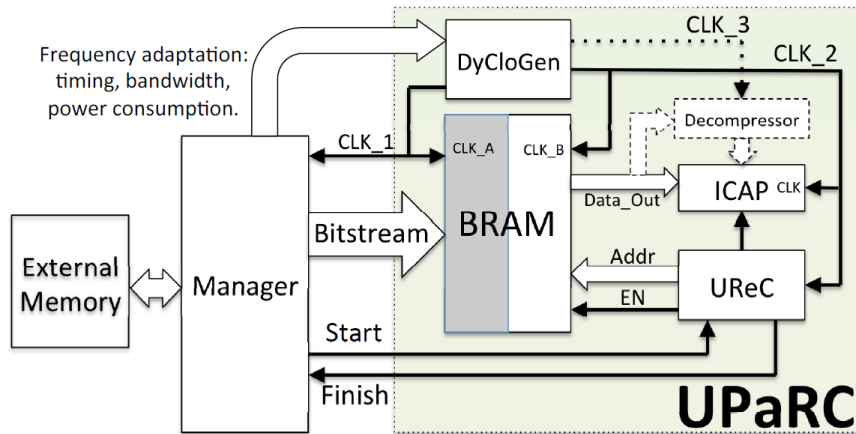 Frequency adaptation:
timing, bandwidth,
power consumption.
DyCloGen
CLK_3
CLK_2
Decompressor
CLK_1
CLK_A
CLK_B
ICAP
CLK
Data_Out
BRAM
Bitstream
External
Memory
Manager
Addr
UReC
EN
Start
Finish
UPaRC